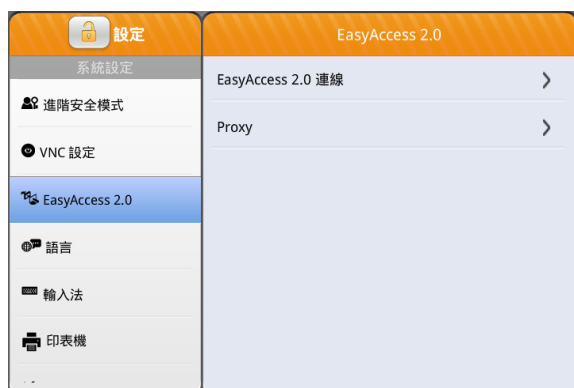 設定
系統設定
進階安全模式
VNC 設定
EasyAccess 2.0
語言
輸入法
印表機
EasyAccess 2.0
EasyAccess 2.0 連線
Proxy